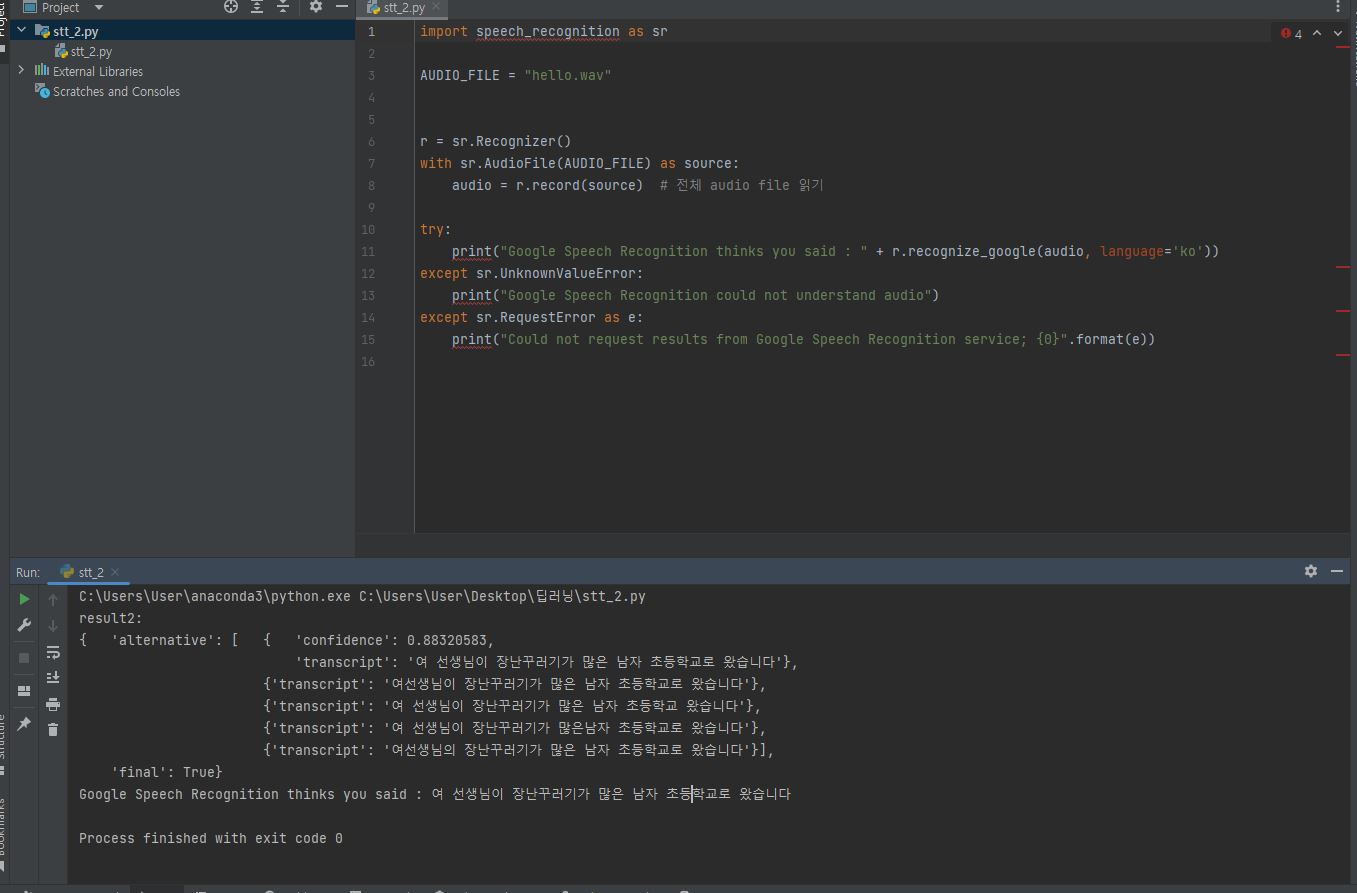 Project
stt_2.py
stt_2.py
stt_2.py
External Libraries
Scratches and Consoles
4
1 import speech_recognition as sr
2
3 AUDIO_FILE = "hello.wav"
4
5
6 r = sr.Recognizer()
7 with sr.AudioFile(AUDIO_FILE) as source:
8 audio = r.record(source)  # 전체 audio file 읽기
9
10 try:
11 print("Google Speech Recognition thinks you said : " + r.recognize_google(audio, language='ko'))
12 except sr.UnknownValueError:
13 print("Google Speech Recognition could not understand audio")
14 except sr.RequestError as e:
15 print("Could not request results from Google Speech Recognition service; {0}".format(e))
16
Run: stt_2
C:\Users\User\anaconda3\python.exe C:\Users\User\Desktop\딥러닝\stt_2.py
result2:
{   'alternative': [   {   'confidence': 0.88320583,
'transcript': '여 선생님이 장난꾸러기가 많은 남자 초등학교로 왔습니다'},
{'transcript': '여선생님이 장난꾸러기가 많은 남자 초등학교로 왔습니다'},
{'transcript': '여 선생님이 장난꾸러기가 많은 남자 초등학교 왔습니다'},
{'transcript': '여 선생님이 장난꾸러기가 많은남자 초등학교로 왔습니다'},
{'transcript': '여선생님의 장난꾸러기가 많은 남자 초등학교로 왔습니다'}],
'final': True}
Google Speech Recognition thinks you said : 여 선생님이 장난꾸러기가 많은 남자 초등학교로 왔습니다
Process finished with exit code 0